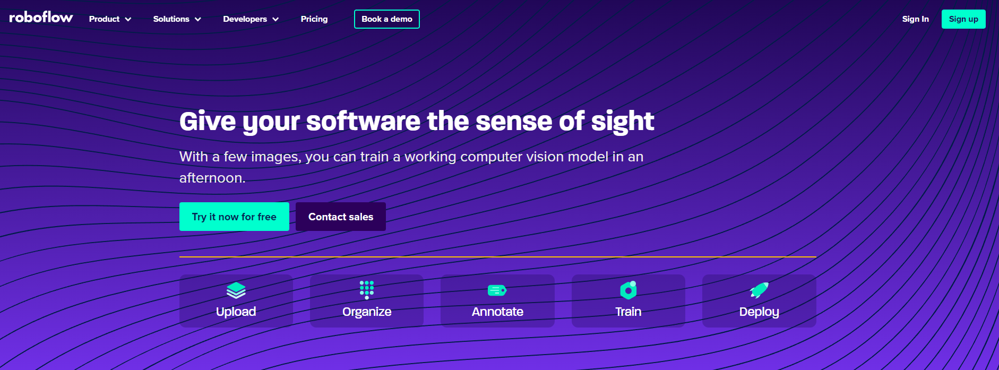 roboflow
Product
Solutions
Developers
Pricing
Book a demo
Sign In
Sign up
Give your software the sense of sight
With a few images, you can train a working computer vision model in an
afternoon.
Try it now for free
Contact sales
Upload
Organize
Annotate
Train
Deploy